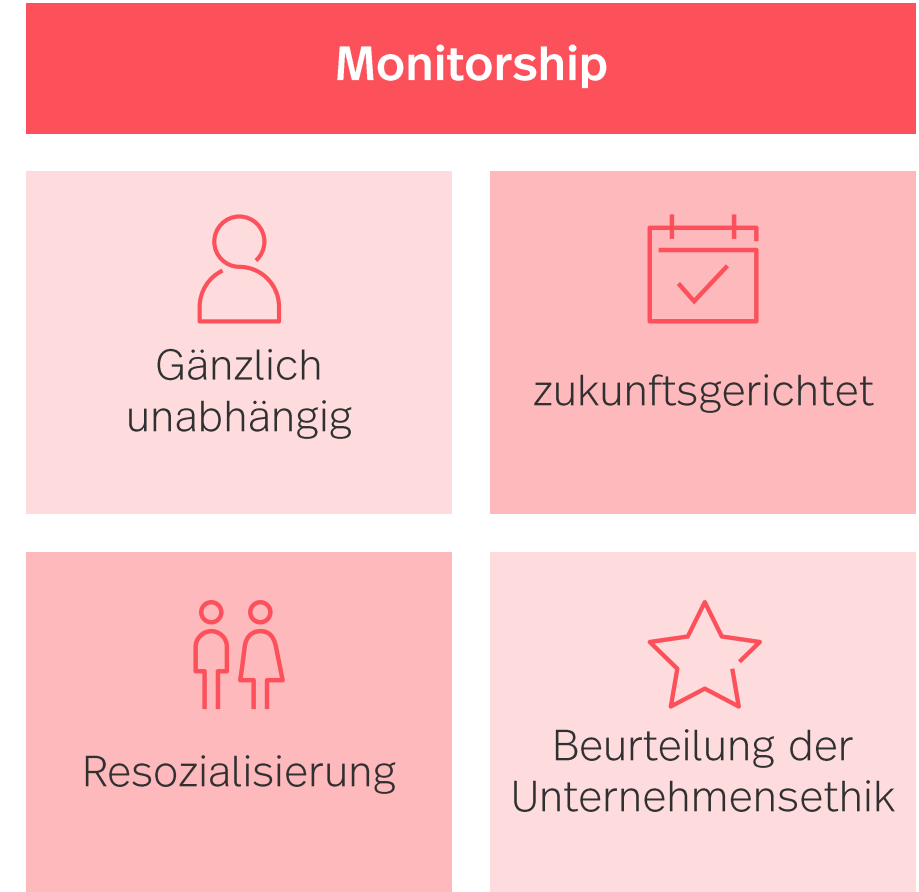 Monitorship
Gänzlich
unabhängig
zukunftsgerichtet
Resozialisierung
Beurteilung der
Unternehmensethik